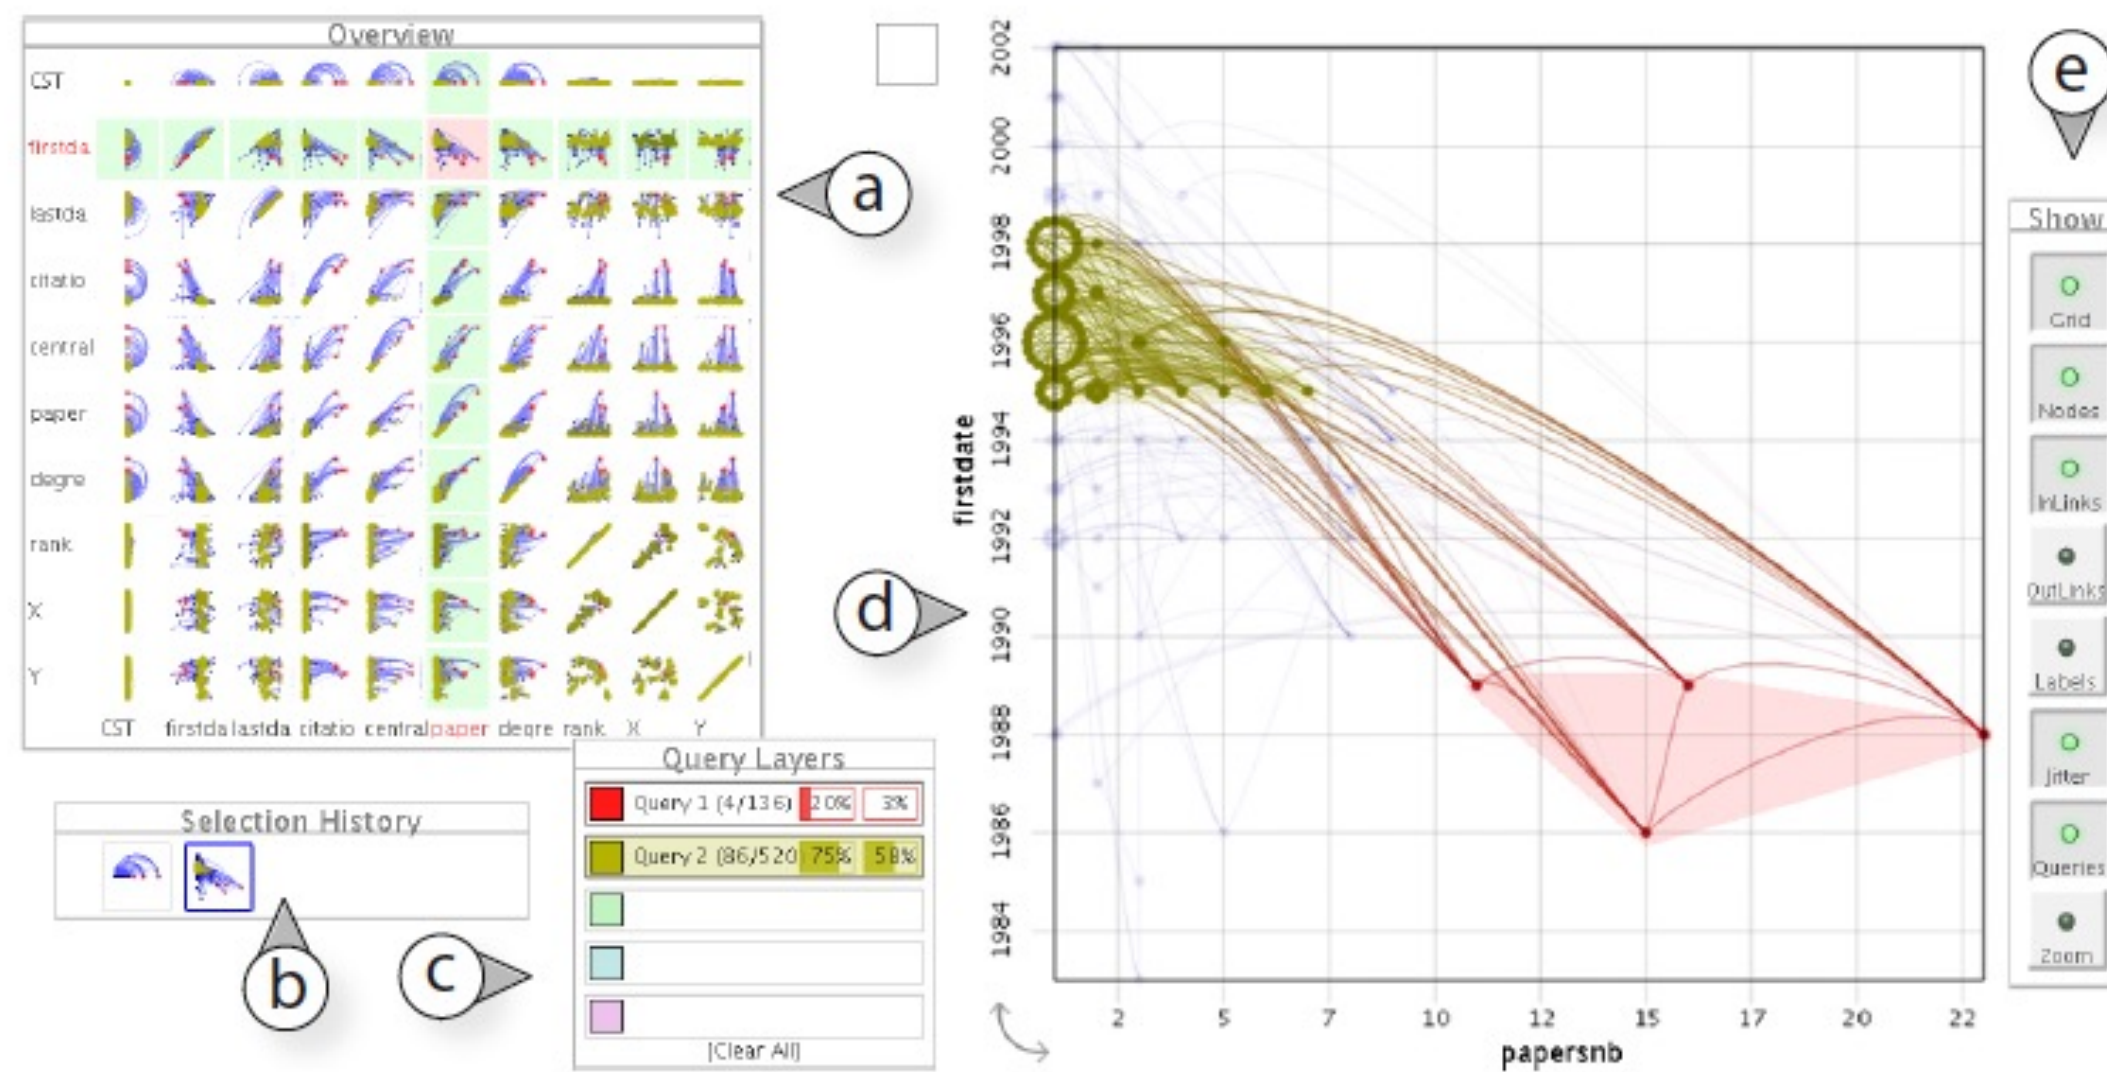 Overview
CST
firstda
lastda
citatio
central
paper
degre
rank
X
Y
CST firstda lastda citatio central paper degre rank X Y
a
Selection History
b
c
Query Layers
Query 1 (4/136) 20% 3%
Query 2 (86/520) 75% 58%
[Clear All]
d
firstdate
2002
2000
1998
1996
1994
1992
1990
1988
1986
1984
2 5 7 10 12 15 17 20 22
papersnb
e
Show
Grid
Nodes
InLinks
OutLinks
Labels
Jitter
Queries
Zoom